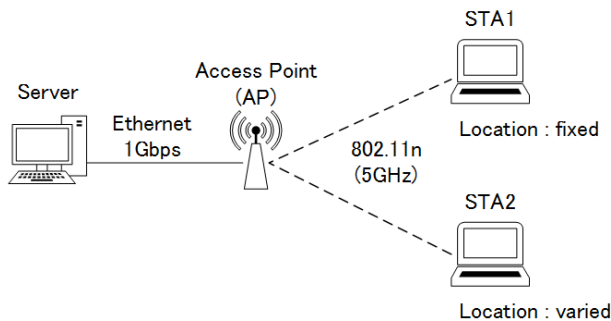 Server
Ethernet
1Gbps
Access Point
(AP)
802.11n
(5GHz)
STA1
Location : fixed
STA2
Location : varied